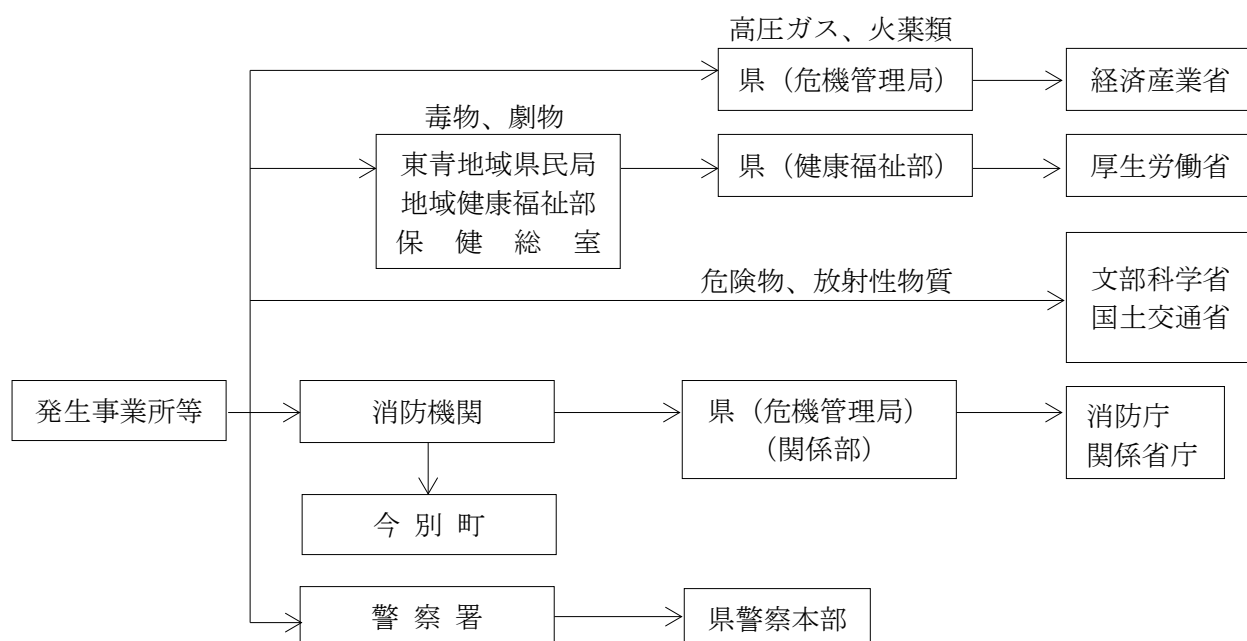 高圧ガス、火薬類
県（危機管理局）
経済産業省
毒物、劇物
東青地域県民局
地域健康福祉部
保健総室
県（健康福祉部）
厚生労働省
危険物、放射性物質
文部科学省
国土交通省
発生事業所等
消防機関
県（危機管理局）
（関係部）
消防庁
関係省庁
今別町
警察署
県警察本部